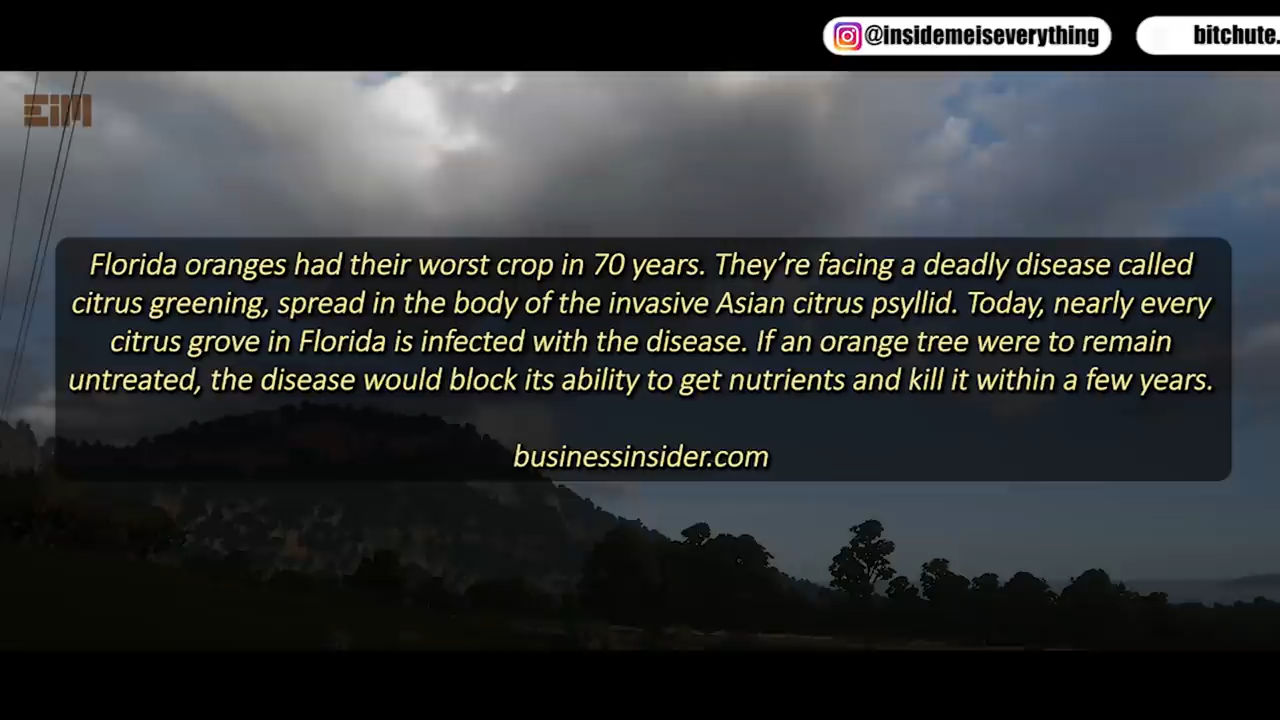 @insidemeiseverything
bitchute.
EiM
Florida oranges had their worst crop in 70 years. They're facing a deadly disease called
citrus greening, spread in the body of the invasive Asian citrus psyllid. Today, nearly every
citrus grove in Florida is infected with the disease. If an orange tree were to remain
untreated, the disease would block its ability to get nutrients and kill it within a few years.
businessinsider.com